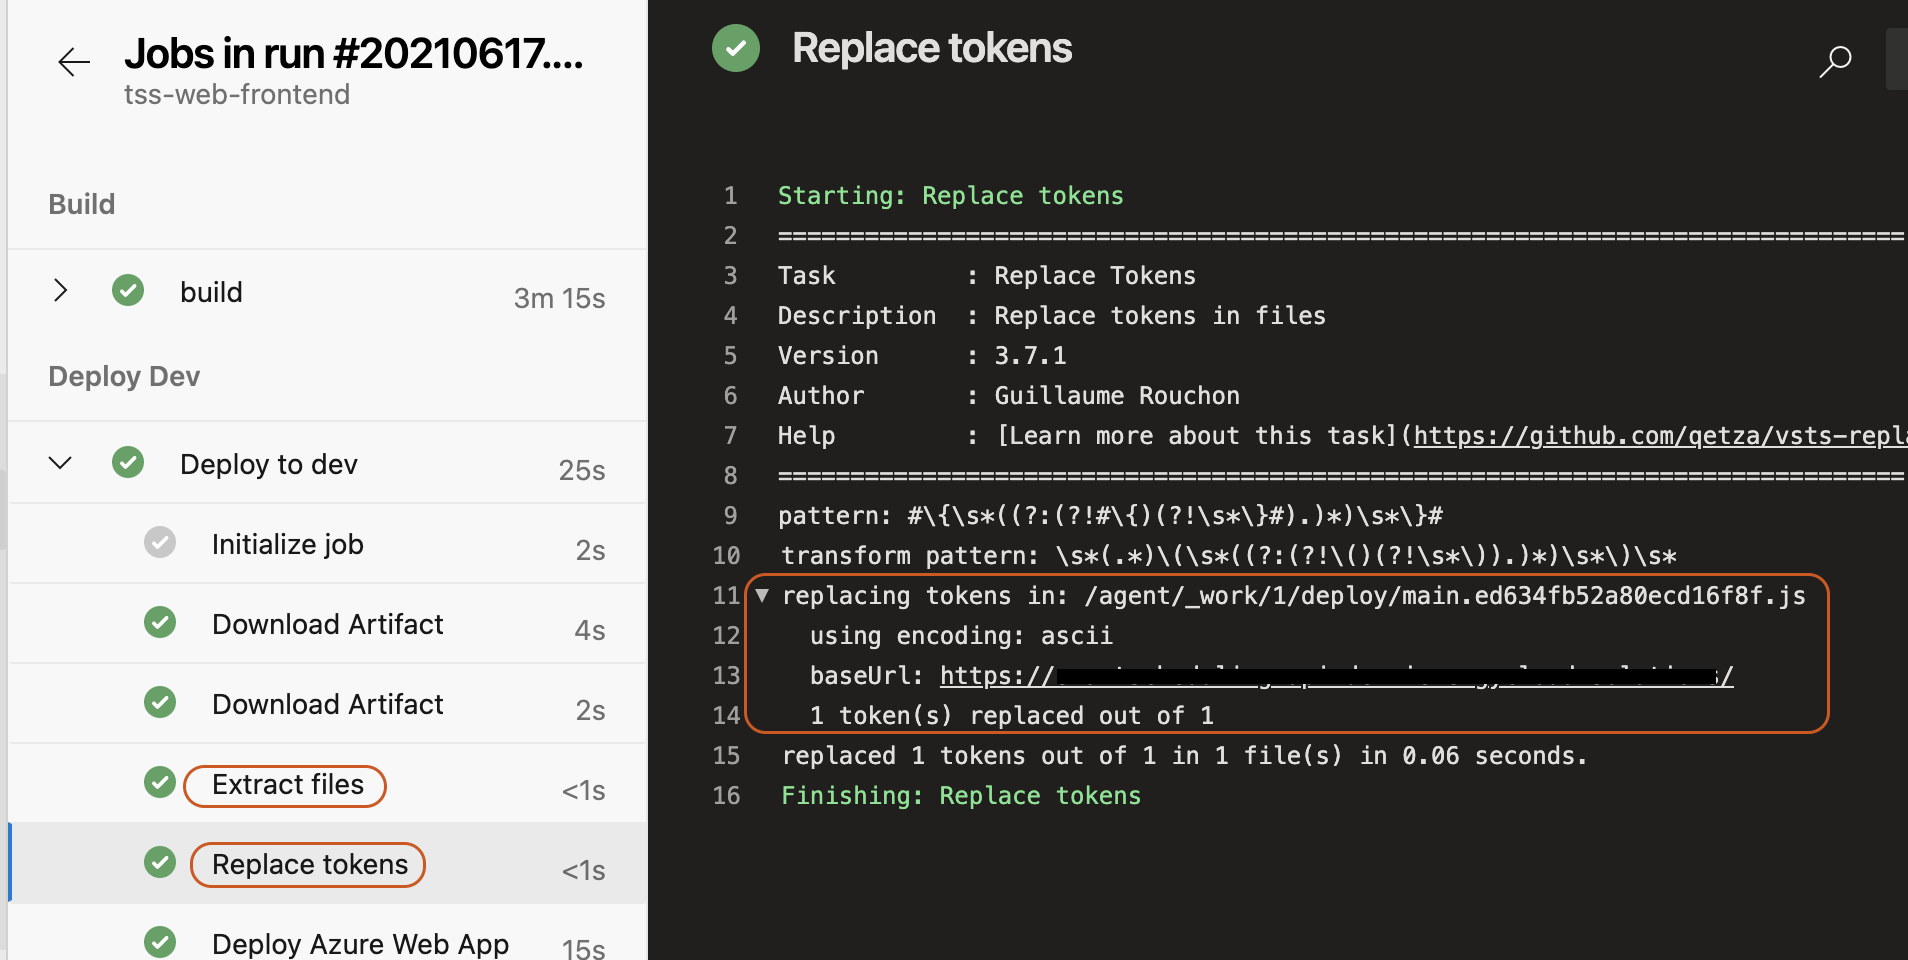 Jobs in run #20210617....
tss-web-frontend
Build
build 3m 15s
Deploy Dev
Deploy to dev 25s
Initialize job 2s
Download Artifact 4s
Download Artifact 2s
Extract files <1s
Replace tokens <1s
Deploy Azure Web App 15s
Replace tokens
1 Starting: Replace tokens
2 ==============================================================================
3 Task : Replace Tokens
4 Description : Replace tokens in files
5 Version : 3.7.1
6 Author : Guillaume Rouchon
7 Help : [Learn more about this task](https://github.com/qetza/vsts-repla
8 ==============================================================================
9 pattern: #\{\s*((?:(?!#\{)(?!\s*\}#).)*)\s*\}#
10 transform pattern: \s*(.*)\(\s*((?:(?!\()(?!\s*\)).)*)\s*\)\s*
11 ▼ replacing tokens in: /agent/_work/1/deploy/main.ed634fb52a80ecd16f8f.js
12 using encoding: ascii
13 baseUrl: https:// /
14 1 token(s) replaced out of 1
15 replaced 1 tokens out of 1 in 1 file(s) in 0.06 seconds.
16 Finishing: Replace tokens